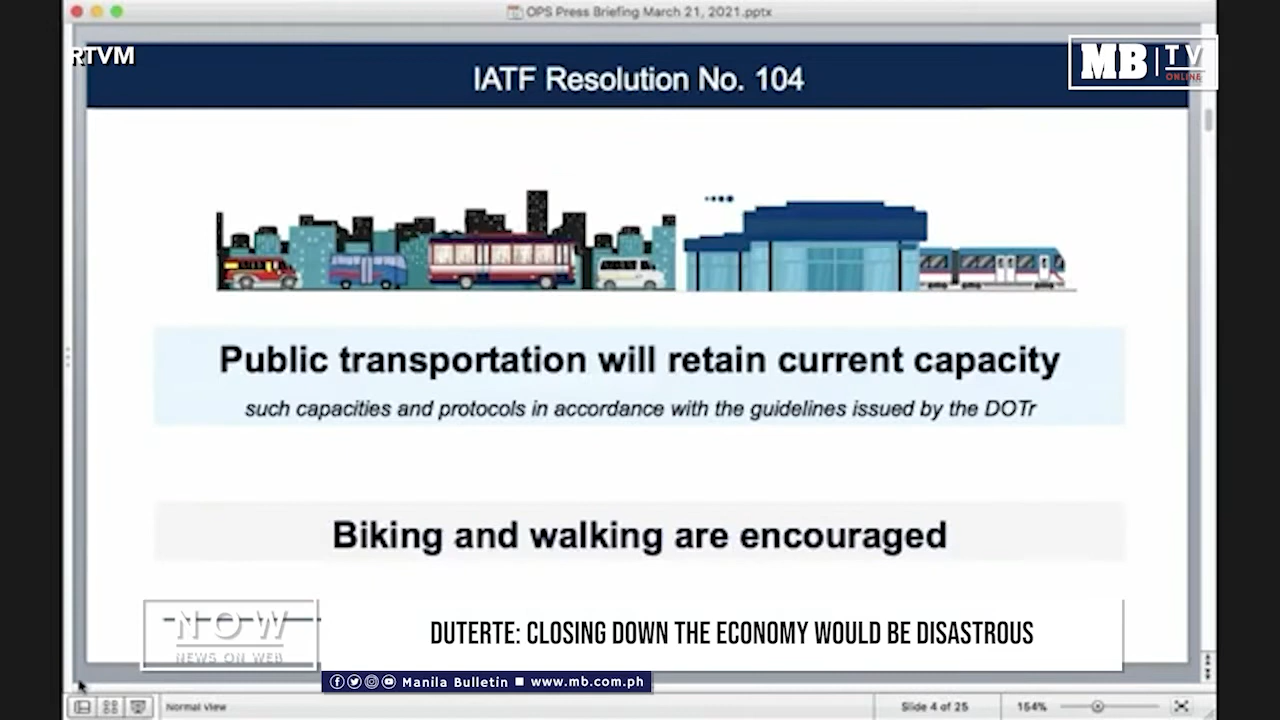 OPS Press Briefing March 21, 2021.pptx
RTVM
MB TV
ONLINE
IATF Resolution No. 104
Public transportation will retain current capacity
such capacities and protocols in accordance with the guidelines issued by the DOTr
Biking and walking are encouraged
NOW
NEWS ON WEB
DUTERTE: CLOSING DOWN THE ECONOMY WOULD BE DISASTROUS
Manila Bulletin ■ www.mb.com.ph
Normal View
Slide 4 of 25
154%